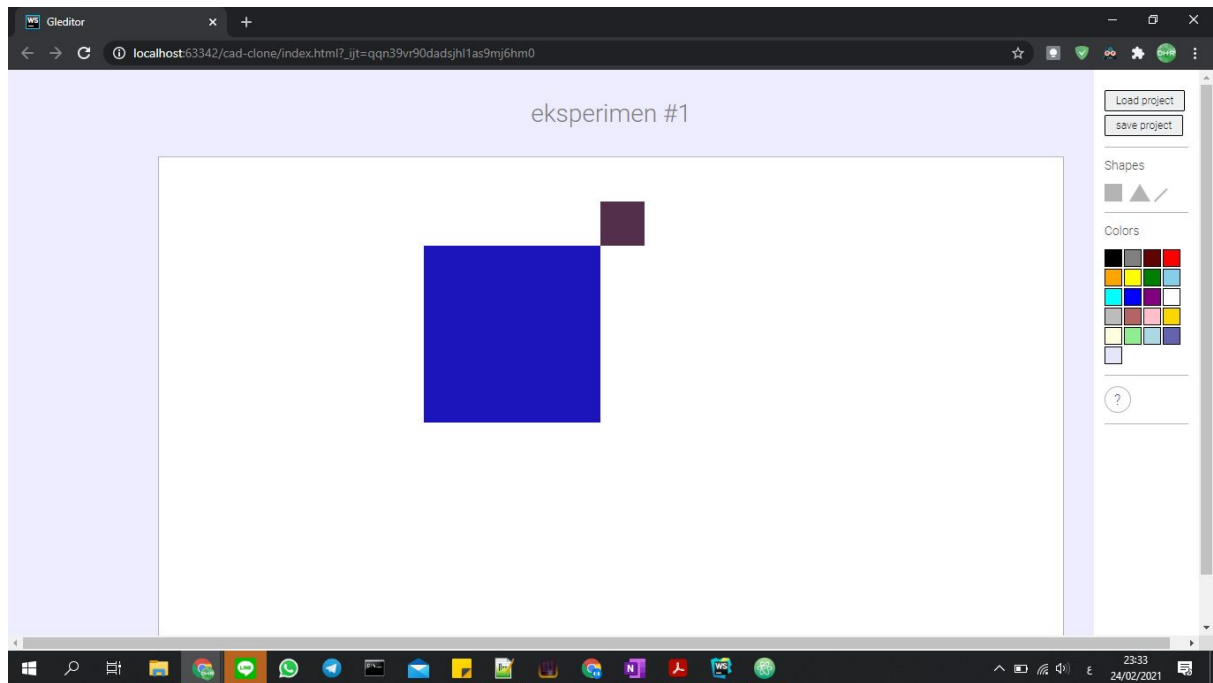 Gleditor
localhost:63342/cad-clone/index.html?_ijt=qqn39vr90dadsjhl1as9mj6hm0
eksperimen #1
Load project
save project
Shapes
Colors
?
23:33
ع
24/02/2021